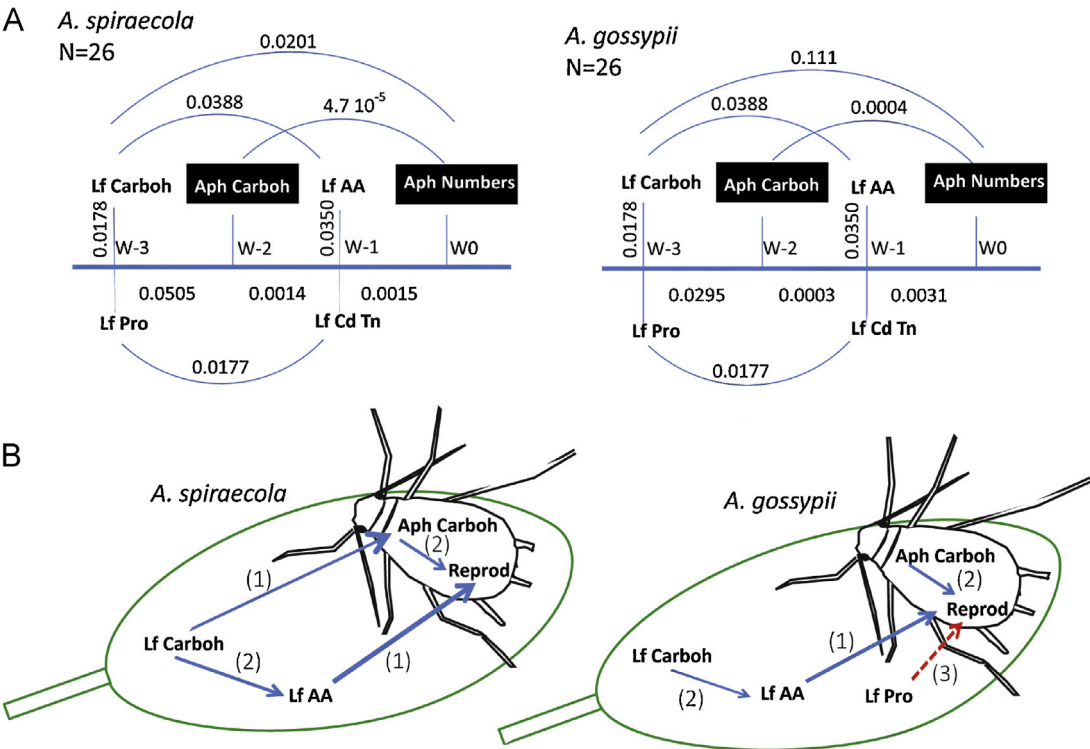 A
A. spiraecola
N=26
0.0201
0.0388
4.7 10-5
Lf Carboh
Aph Carboh
Lf AA
Aph Numbers
0.0178
W-3
W-2
0.0350
W-1
W0
0.0505
0.0014
0.0015
Lf Pro
Lf Cd Tn
0.0177
A. gossypii
N=26
0.111
0.0388
0.0004
Lf Carboh
Aph Carboh
Lf AA
Aph Numbers
0.0178
W-3
W-2
0.0350
W-1
W0
0.0295
0.0003
0.0031
Lf Pro
Lf Cd Tn
0.0177
B
A. spiraecola
Aph Carboh
(2)
Reprod
(1)
Lf Carboh
(2)
(1)
Lf AA
A. gossypii
Aph Carboh
(2)
Reprod
(1)
Lf Carboh
(2)
Lf AA
Lf Pro
(3)